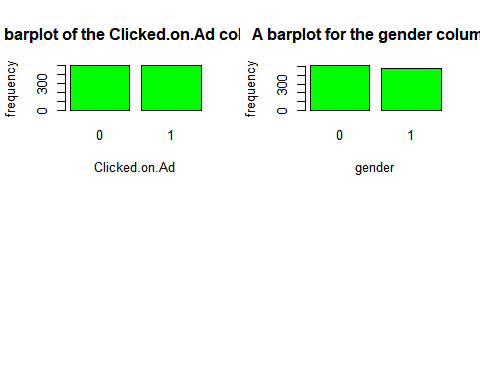 barplot of the Clicked.on.Ad col
frequency
0 300
0 1
Clicked.on.Ad
A barplot for the gender colum
frequency
0 300
0 1
gender